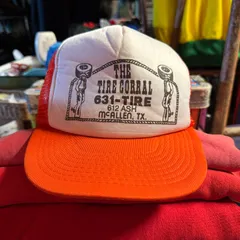 THE
TIRE CORRAL
631-TIRE
612 ASH
McALLEN, TX